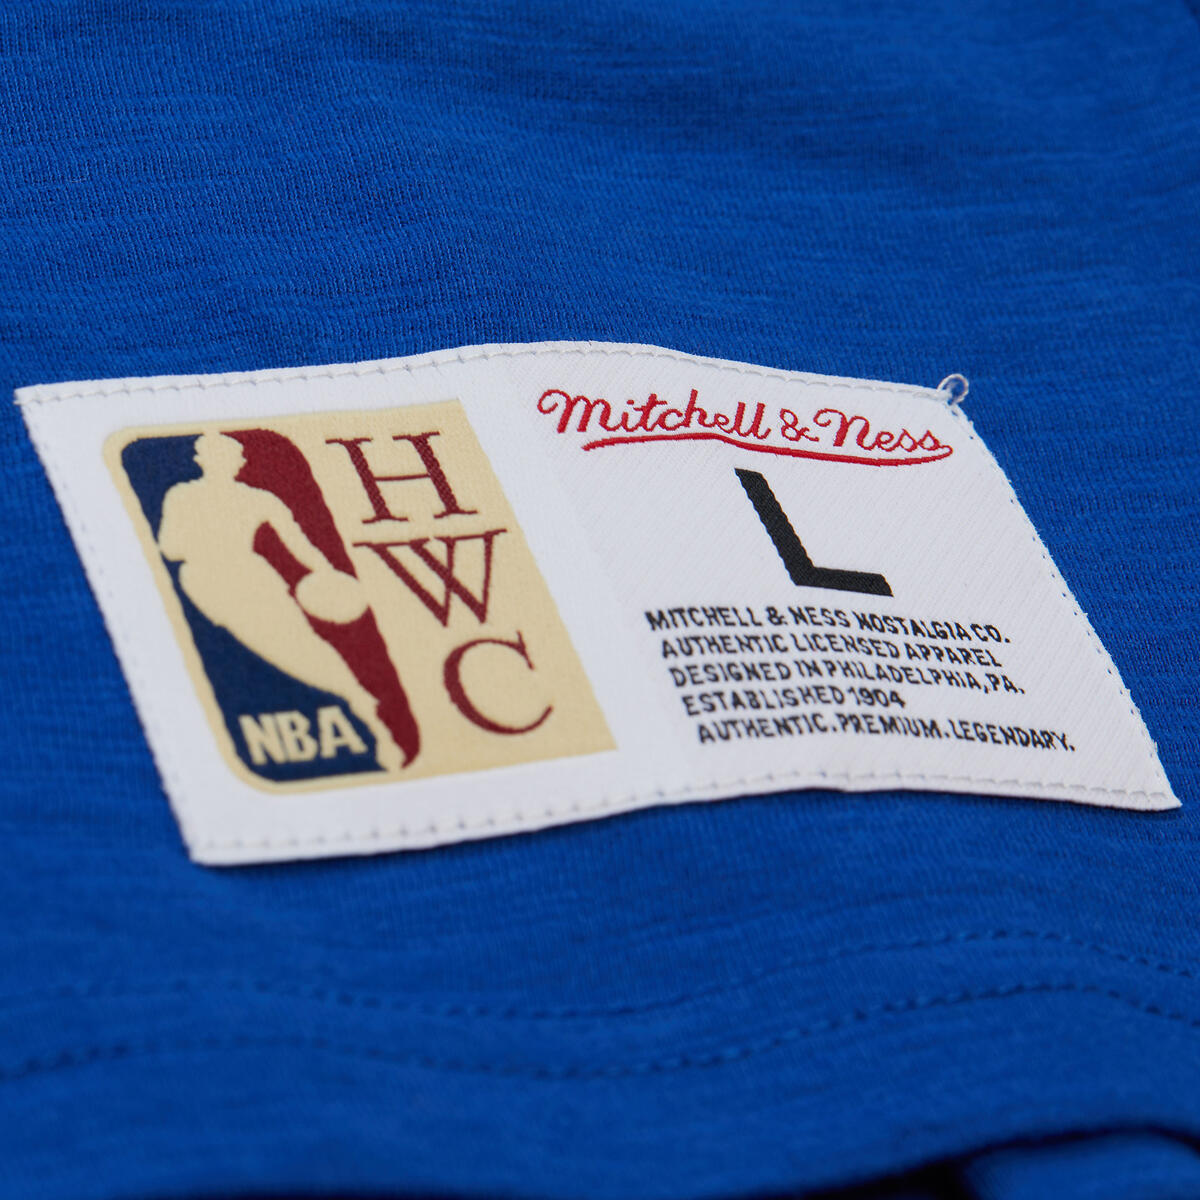 NBA
H
W
C
Mitchell & Ness
L
MITCHELL & NESS NOSTALGIA CO.
AUTHENTIC LICENSED APPAREL
DESIGNED IN PHILADELPHIA, PA.
ESTABLISHED 1904
AUTHENTIC. PREMIUM. LEGENDARY.